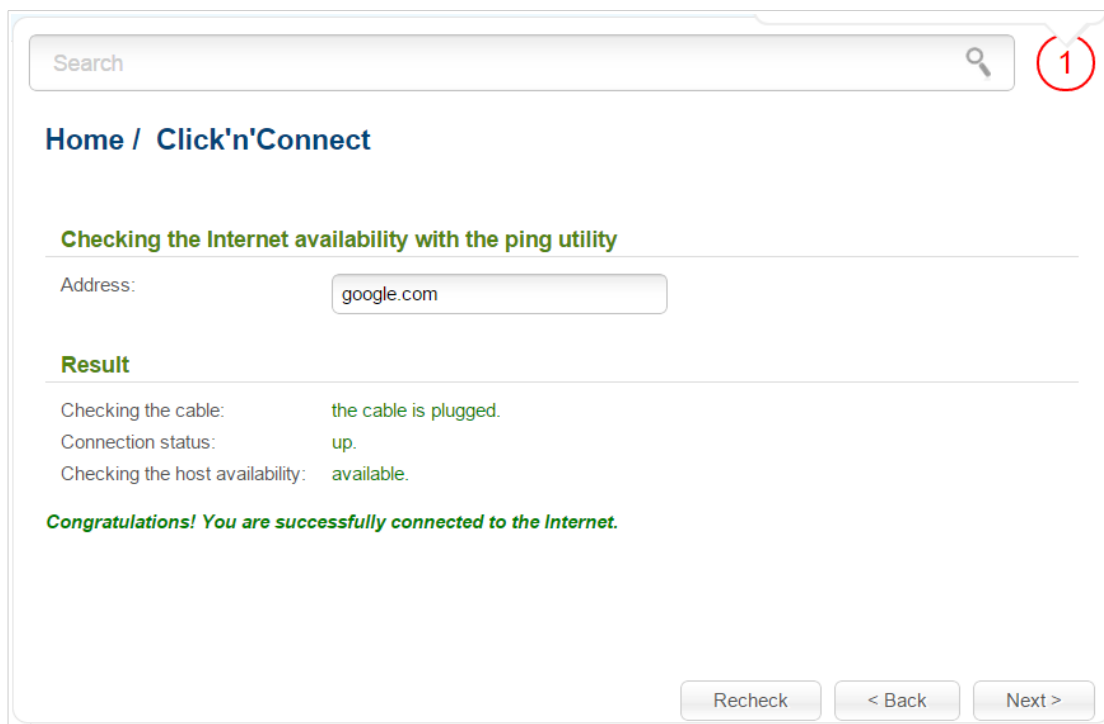 Search
1
Home / Click'n'Connect
Checking the Internet availability with the ping utility
Address: google.com
Result
Checking the cable: the cable is plugged.
Connection status: up.
Checking the host availability: available.
Congratulations! You are successfully connected to the Internet.
Recheck < Back Next >